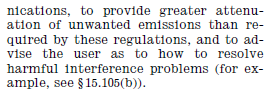 nications, to provide greater attenu-
ation of unwanted emissions than re-
quired by these regulations, and to ad-
vise the user as to how to resolve
harmful interference problems (for ex-
ample, see §15.105(b)).